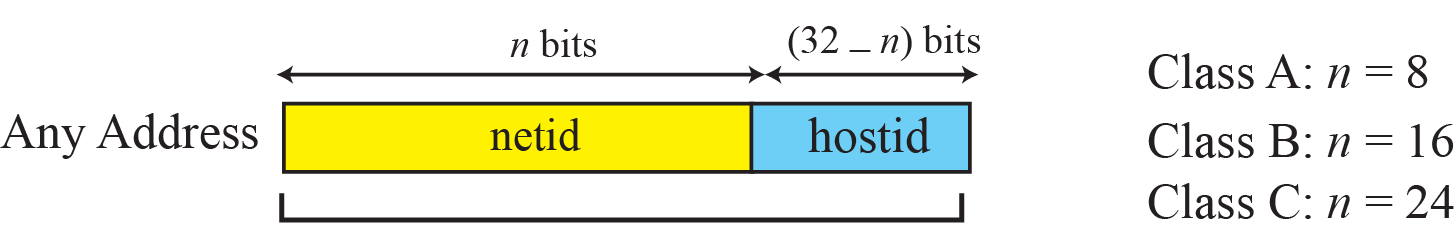 n bits
(32 – n) bits
Any Address
netid
hostid
Class A: n = 8
Class B: n = 16
Class C: n = 24